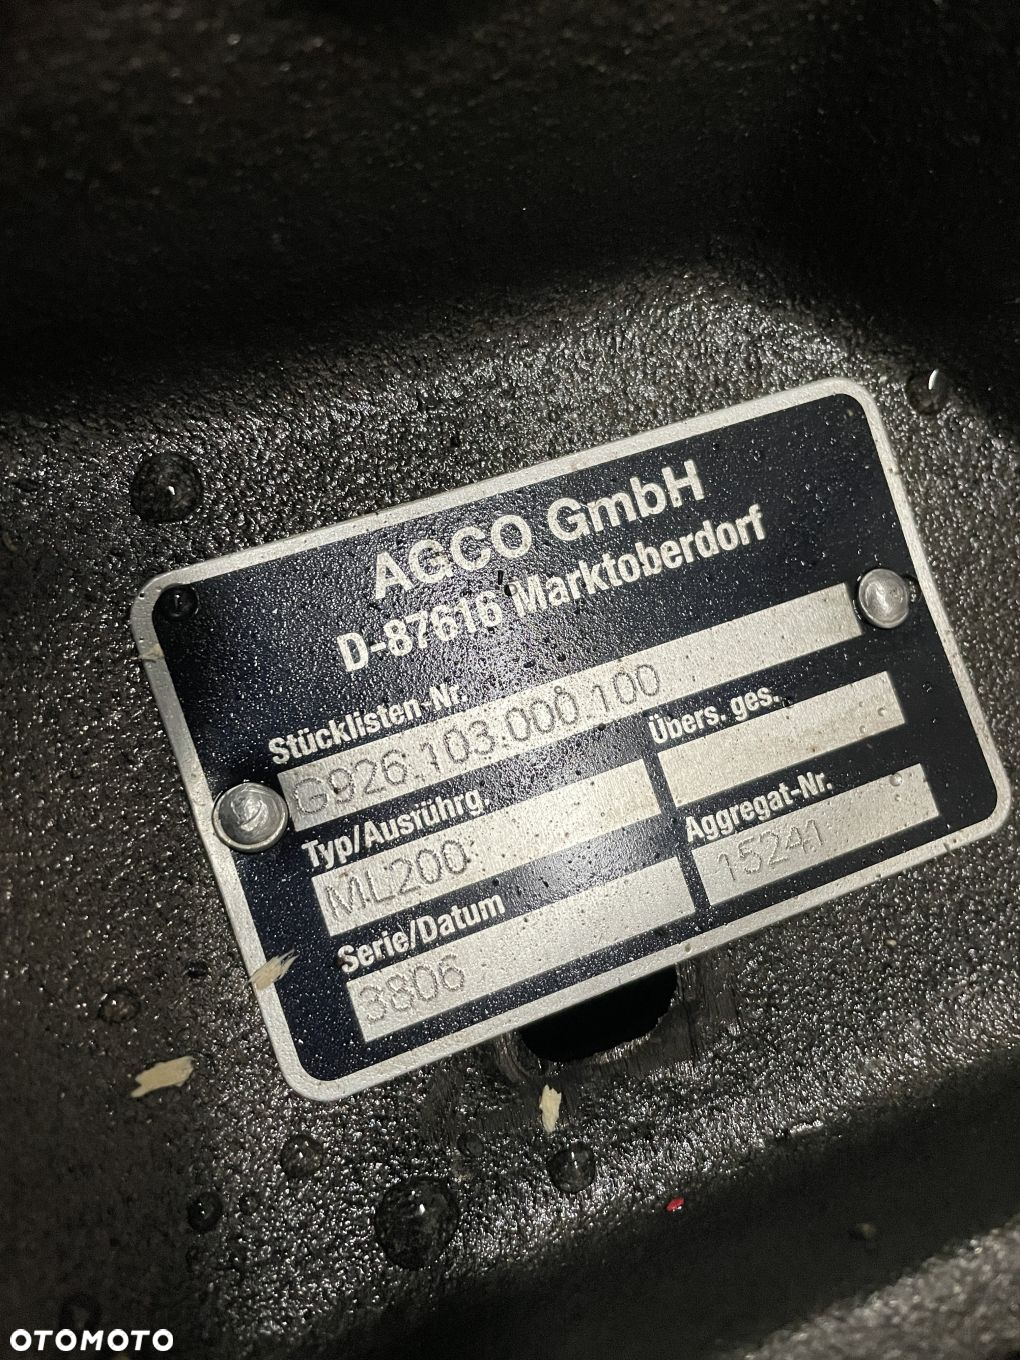 AGCO GmbH
D-87616 Marktoberdorf
Stücklisten-Nr.
G926.103.000.100
Typ/Ausführg.
Übers. ges.
ML200
Serie/Datum
Aggregat-Nr.
3806
15241
OTOMOTO